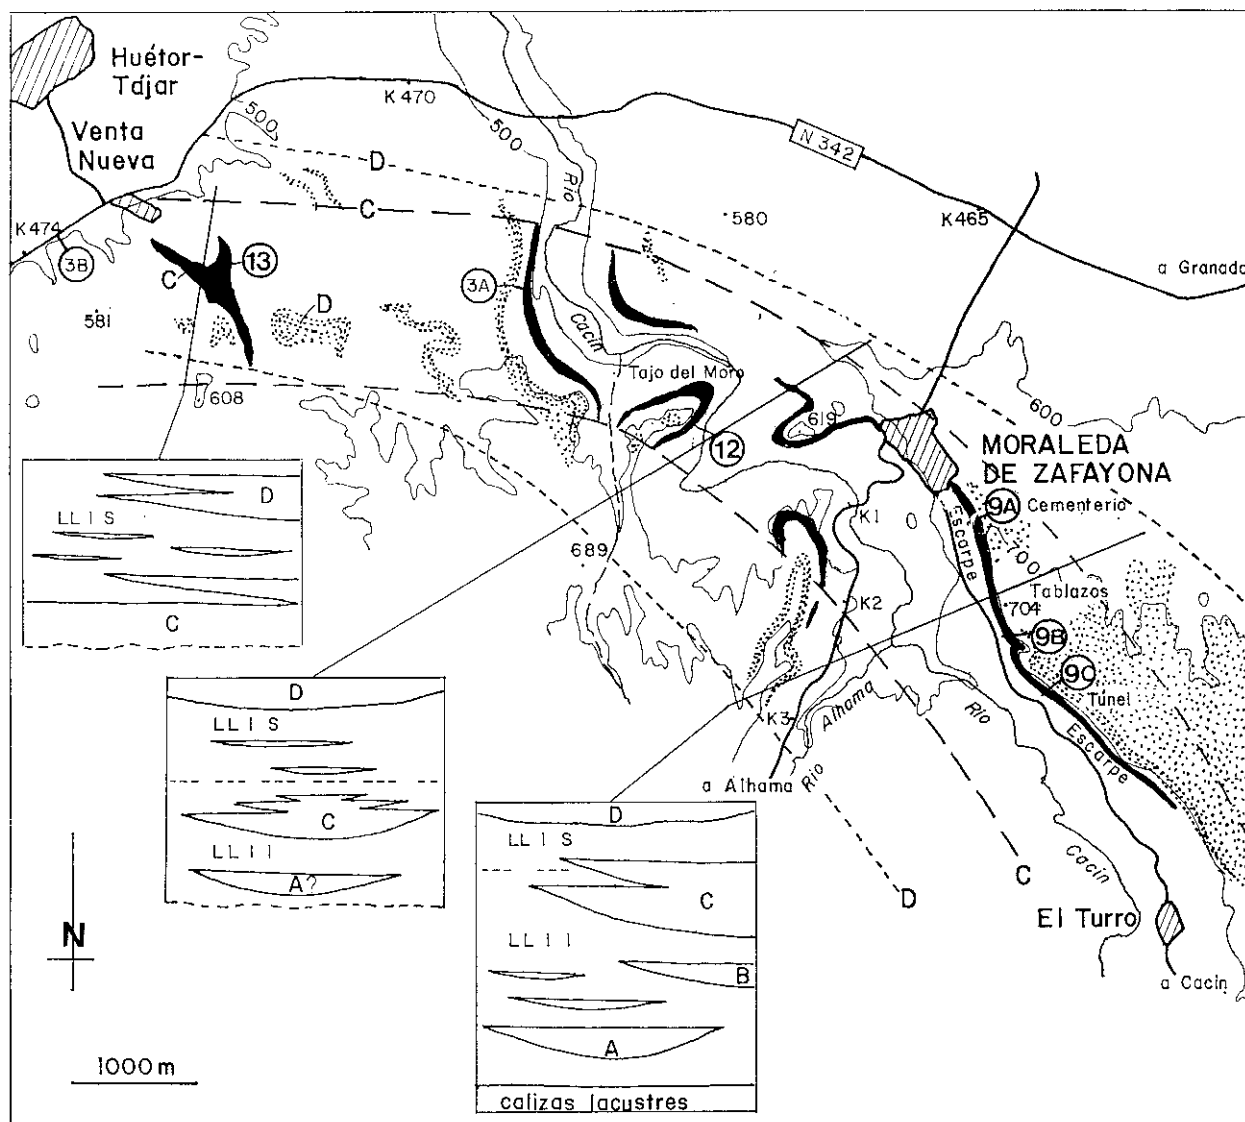 Huétor-
Tájar
Venta
Nueva
K 470
500
500
Río
N 342
D
C
580
K465
K474
3B
C
13
3A
a Granada
581
D
Cacín
Tajo del Moro
608
619
600
12
MORALEDA
DE ZAFAYONA
9A
Cementerio
Escarpe
K1
700
689
Tablazos
K2
704
9B
9C
Túnel
K3
Alhama
Río
Río
Escarpe
a Alhama
Cacín
D
C
El Turro
a Cacín
D
LL I S
C
D
LL I S
C
LL I I
A?
D
LL I S
C
LL I I
B
A
calizas lacustres
N
1000 m